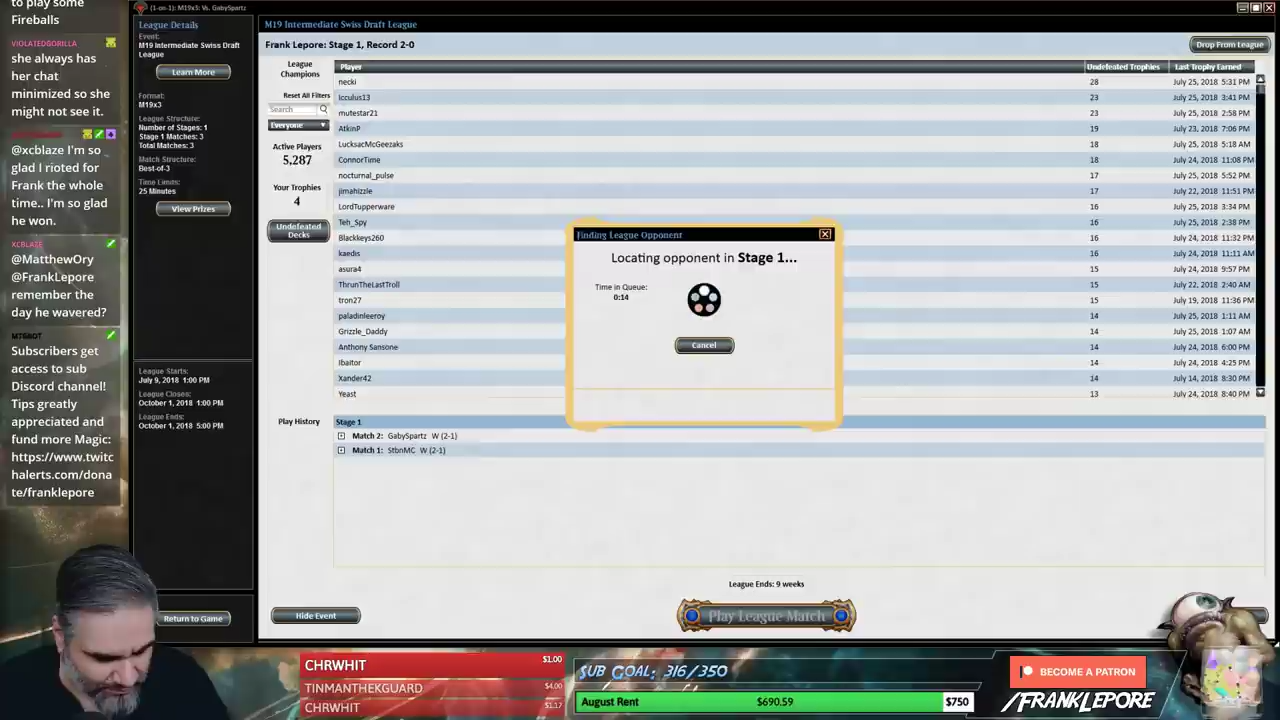 to play some
Fireballs
VIOLATEDGORILLA
she always has
her chat
minimized so she
might not see it.
@xcblaze I'm so
glad I rioted for
Frank the whole
time.. I'm so glad
he won.
XCBLAZE
@MatthewOry
@FrankLepore
remember the
day he wavered?
MTGBOT
Subscribers get
access to sub
Discord channel!
Tips greatly
appreciated and
fund more Magic:
https://www.twitc
halerts.com/dona
te/franklepore
(1-on-1): M19x3: Vs. GabySpartz
League Details
Event:
M19 Intermediate Swiss Draft
League
Learn More
Format:
M19x3
League Structure:
Number of Stages: 1
Stage 1 Matches: 3
Total Matches: 3
Match Structure:
Best-of-3
Time Limits:
25 Minutes
View Prizes
League Starts:
July 9, 2018 1:00 PM
League Closes:
October 1, 2018 1:00 PM
League Ends:
October 1, 2018 5:00 PM
Return to Game
M19 Intermediate Swiss Draft League
Frank Lepore: Stage 1, Record 2-0
Drop From League
League
Champions
Reset All Filters
Search
Everyone
Active Players
5,287
Your Trophies
4
Undefeated
Decks
Player Undefeated Trophies Last Trophy Earned
necki 28 July 25, 2018 5:31 PM
Icculus13 23 July 25, 2018 3:41 PM
mutestar21 23 July 25, 2018 2:58 PM
AtkinP 19 July 23, 2018 7:06 PM
LucksacMcGeezaks 18 July 25, 2018 5:18 AM
ConnorTime 18 July 24, 2018 11:08 PM
nocturnal_pulse 17 July 25, 2018 5:52 PM
jimahizzle 17 July 22, 2018 11:51 PM
LordTupperware 16 July 25, 2018 3:34 PM
Teh_Spy 16 July 25, 2018 2:38 PM
Blackkeys260 16 July 24, 2018 11:32 PM
kaedis 16 July 24, 2018 11:11 AM
asura4 15 July 24, 2018 9:57 PM
ThrunTheLastTroll 15 July 22, 2018 2:40 AM
tron27 15 July 19, 2018 11:36 PM
paladinleeroy 14 July 25, 2018 1:11 AM
Grizzle_Daddy 14 July 25, 2018 1:07 AM
Anthony Sansone 14 July 24, 2018 6:00 PM
Ibaitor 14 July 24, 2018 4:25 PM
Xander42 14 July 14, 2018 8:30 PM
Yeast 13 July 24, 2018 8:40 PM
Finding League Opponent
Locating opponent in Stage 1...
Time in Queue:
0:14
Cancel
Play History
Stage 1
Match 2: GabySpartz W (2-1)
Match 1: StbnMC W (2-1)
League Ends: 9 weeks
Hide Event
Play League Match
CHRWHIT $1.00
TINMANTHEKGUARD $4.00
CHRWHIT $1.17
SUB GOAL: 316/350
August Rent $690.59 $750
BECOME A PATRON
/FRANKLEPORE